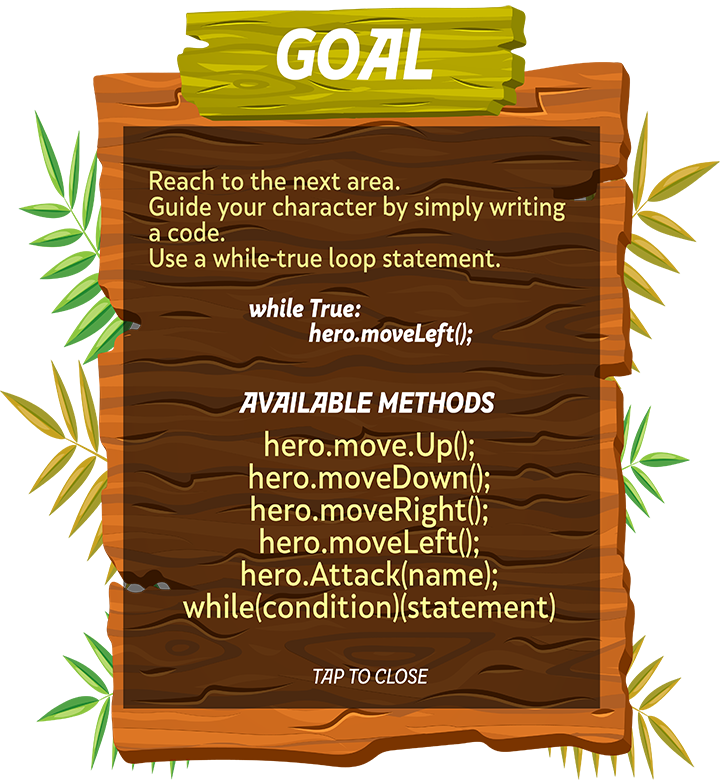 GOAL
Reach to the next area.
Guide your character by simply writing
a code.
Use a while-true loop statement.
while True:
hero.moveLeft();
AVAILABLE METHODS
hero.move.Up();
hero.moveDown();
hero.moveRight();
hero.moveLeft();
hero.Attack(name);
while(condition)(statement)
TAP TO CLOSE